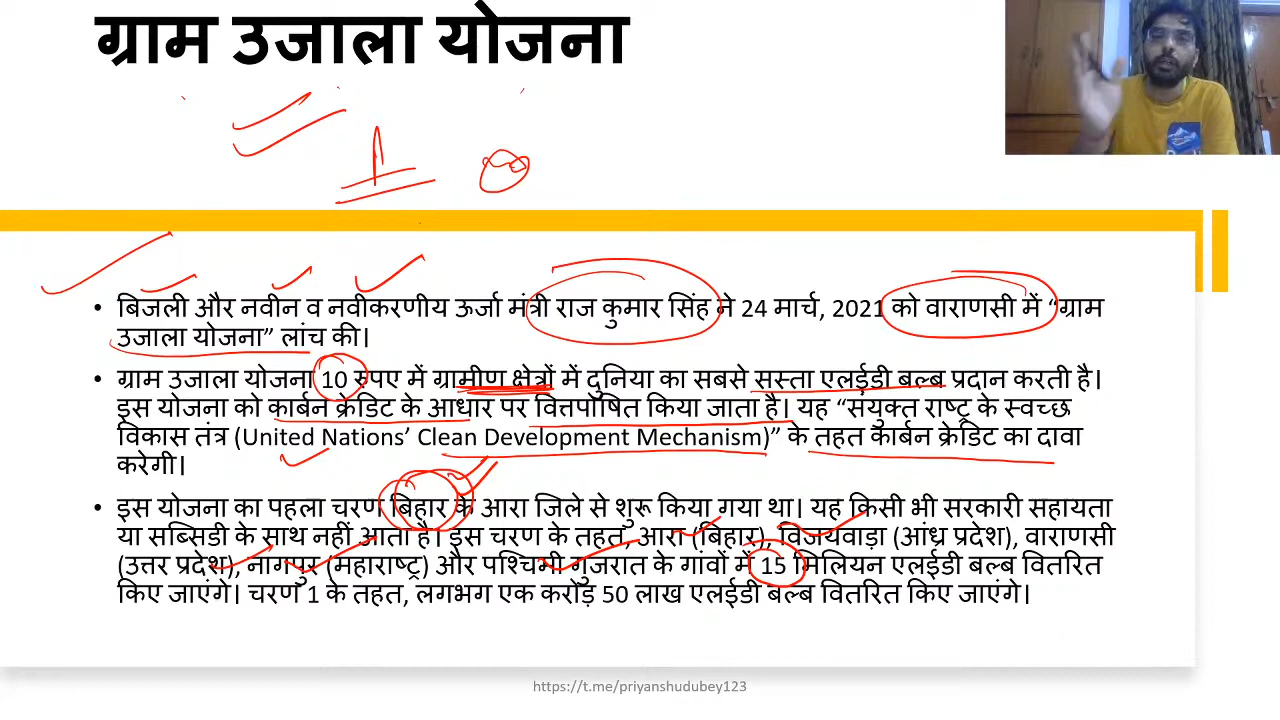 ग्राम उजाला योजना
1
• बिजली और नवीन व नवीकरणीय ऊर्जा मंत्री राज कुमार सिंह ने 24 मार्च, 2021 को वाराणसी में “ग्राम
उजाला योजना” लांच की।
• ग्राम उजाला योजना 10 रुपए में ग्रामीण क्षेत्रों में दुनिया का सबसे सस्ता एलईडी बल्ब प्रदान करती है।
इस योजना को कार्बन क्रेडिट के आधार पर वित्तपोषित किया जाता है। यह “संयुक्त राष्ट्र के स्वच्छ
विकास तंत्र (United Nations’ Clean Development Mechanism)” के तहत कार्बन क्रेडिट का दावा
करेगी।
• इस योजना का पहला चरण बिहार के आरा जिले से शुरू किया गया था। यह किसी भी सरकारी सहायता
या सब्सिडी के साथ नहीं आता है। इस चरण के तहत, आरा (बिहार), विजयवाड़ा (आंध्र प्रदेश), वाराणसी
(उत्तर प्रदेश), नागपुर (महाराष्ट्र) और पश्चिमी गुजरात के गांवों में 15 मिलियन एलईडी बल्ब वितरित
किए जाएंगे। चरण 1 के तहत, लगभग एक करोड़ 50 लाख एलईडी बल्ब वितरित किए जाएंगे।
https://t.me/priyanshudubey123